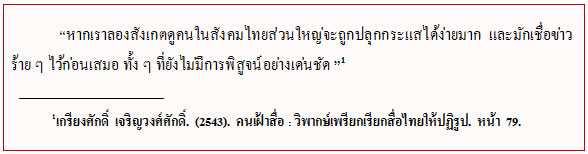 “หากเราลองสังเกตดูคนในสังคมไทยส่วนใหญ่จะถูกปลุกกระแสได้ง่ายมาก และมักเชื่อข่าว
ร้าย ๆ ไว้ก่อนเสมอ ทั้ง ๆ ที่ยังไม่มีการพิสูจน์อย่างเด่นชัด ”¹
¹เกรียงศักดิ์ เจริญวงศ์ศักดิ์. (2543). คนเฝ้าสื่อ : วิพากษ์เพรียกเรียกสื่อไทยให้ปฏิรูป. หน้า 79.